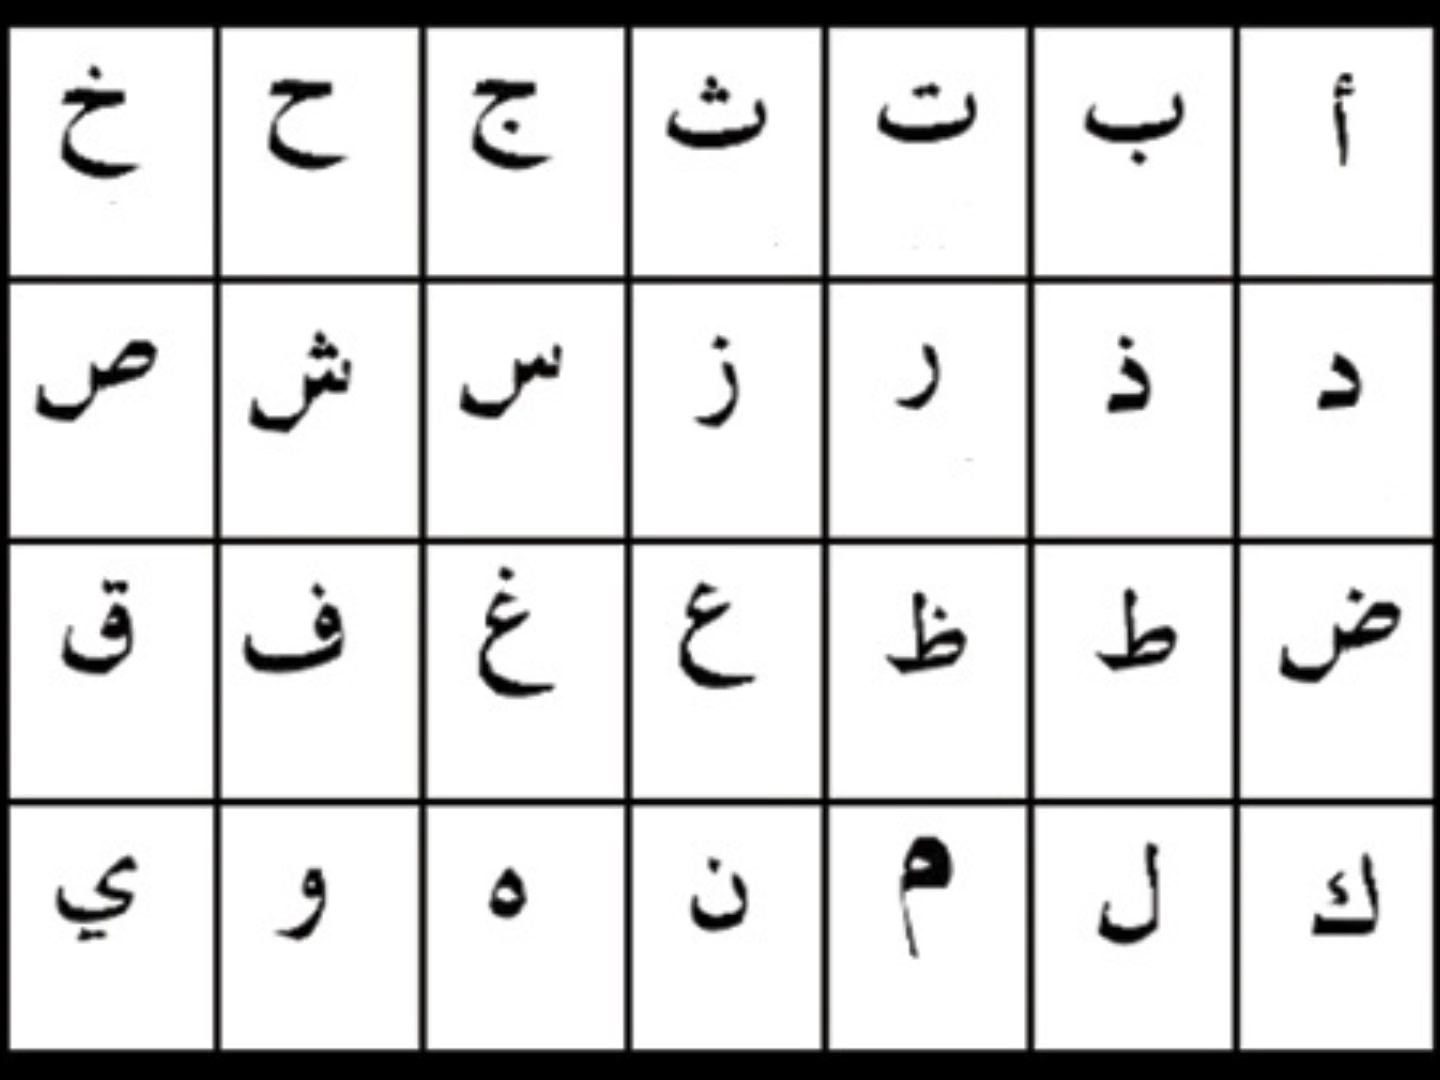 أ ب ت ث ج ح خ
د ذ ر ز س ش ص
ض ط ظ ع غ ف ق
ك ل م ن ه و ي